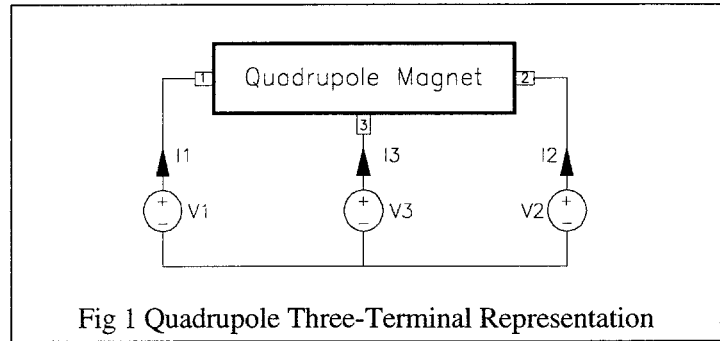 Quadrupole Magnet
1
2
3
I1
I3
I2
V1
V3
V2
+
−
+
−
+
−
Fig 1 Quadrupole Three-Terminal Representation